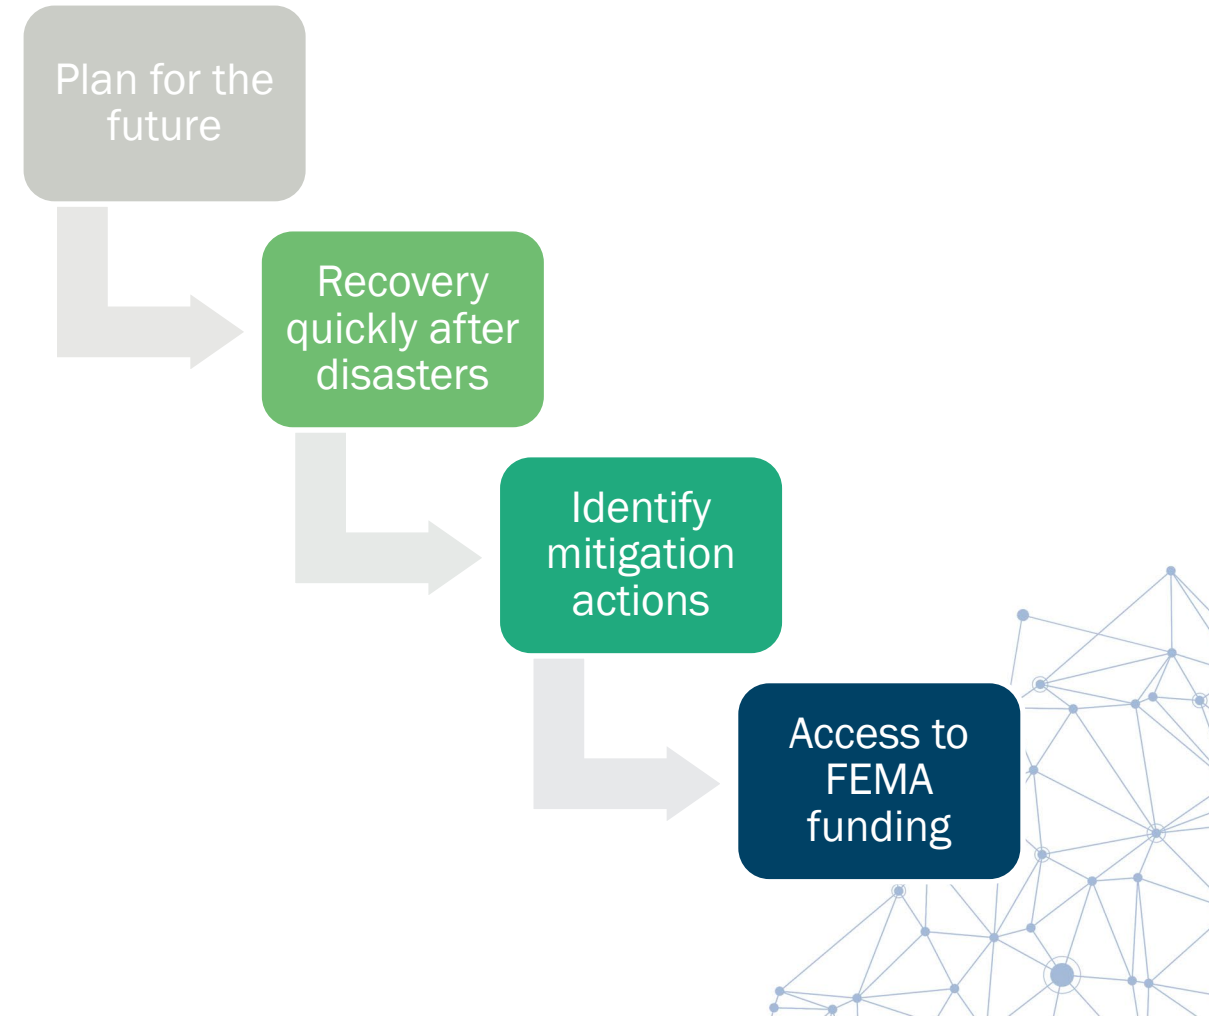 Plan for the
future
Recovery
quickly after
disasters
Identify
mitigation
actions
Access to
FEMA
funding